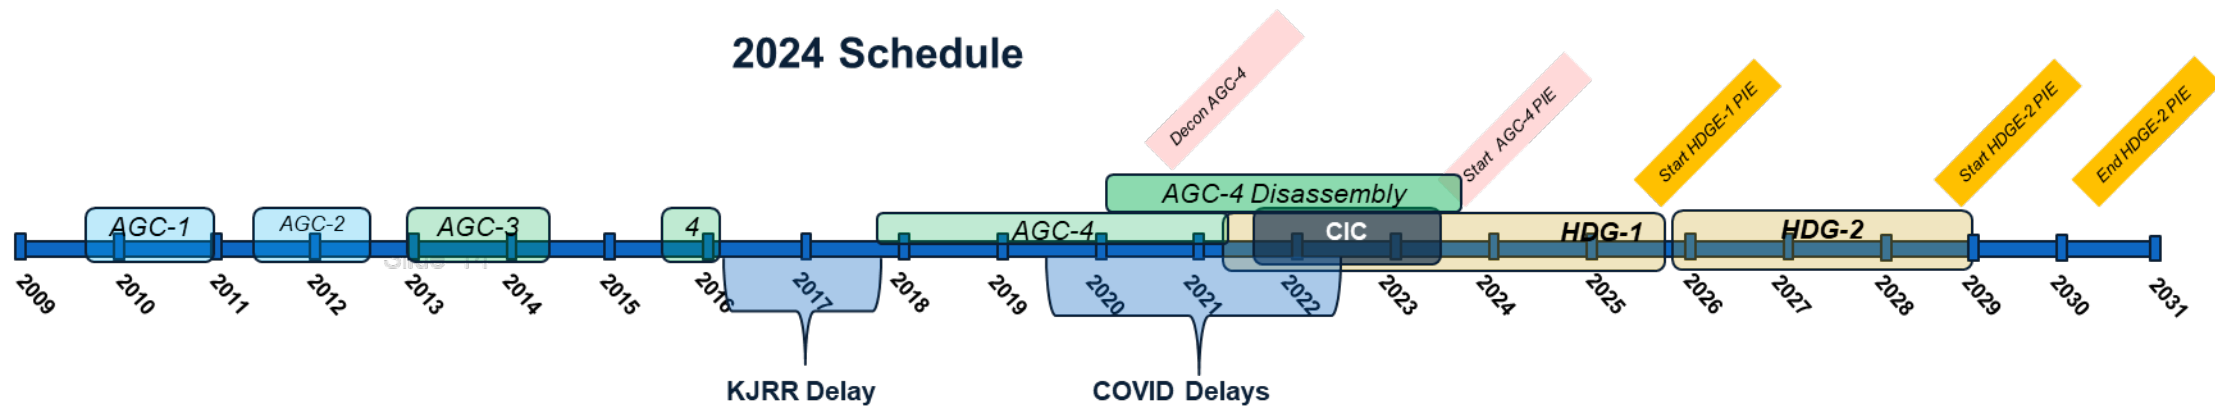 2024 Schedule
Decon AGC-4
Start AGC-4 PIE
Start HDGE-1 PIE
Start HDGE-2 PIE
End HDGE-2 PIE
AGC-4 Disassembly
AGC-1
AGC-2
AGC-3
4
AGC-4
CIC
HDG-1
HDG-2
2009
2010
2011
2012
2013
2014
2015
2016
2017
2018
2019
2020
2021
2022
2023
2024
2025
2026
2027
2028
2029
2030
2031
KJRR Delay
COVID Delays